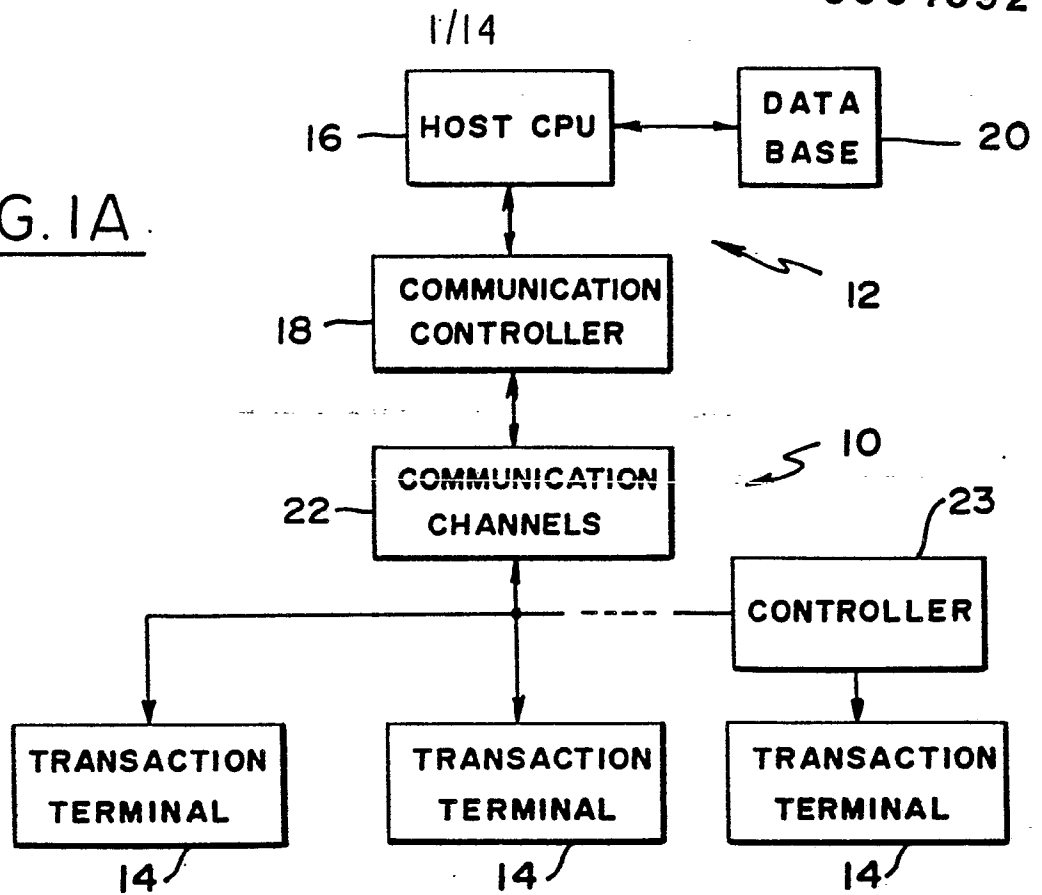 1/14
HOST CPU
16
DATA
BASE
20
G. 1A
12
COMMUNICATION
CONTROLLER
18
10
COMMUNICATION
CHANNELS
22
23
CONTROLLER
TRANSACTION
TERMINAL
14
TRANSACTION
TERMINAL
14
TRANSACTION
TERMINAL
14